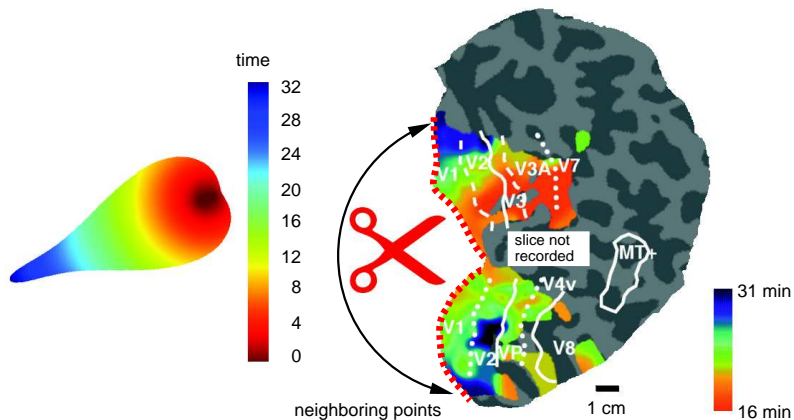 time
32
28
24
20
16
12
8
4
0
V1
V2
V3A
V7
V3
slice not
recorded
MT+
V4v
V1
V2
VP
V8
neighboring points
1 cm
31 min
16 min